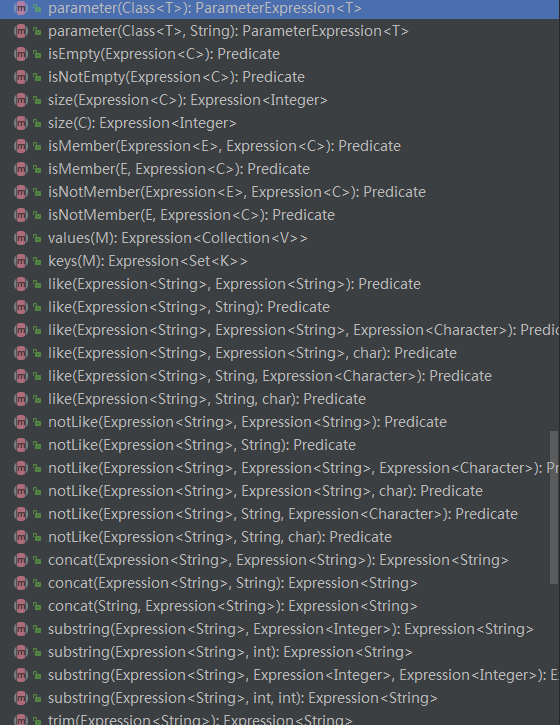 parameter(Class<T>): ParameterExpression<T>
parameter(Class<T>, String): ParameterExpression<T>
isEmpty(Expression<C>): Predicate
isNotEmpty(Expression<C>): Predicate
size(Expression<C>): Expression<Integer>
size(C): Expression<Integer>
isMember(Expression<E>, Expression<C>): Predicate
isMember(E, Expression<C>): Predicate
isNotMember(Expression<E>, Expression<C>): Predicate
isNotMember(E, Expression<C>): Predicate
values(M): Expression<Collection<V>>
keys(M): Expression<Set<K>>
like(Expression<String>, Expression<String>): Predicate
like(Expression<String>, String): Predicate
like(Expression<String>, Expression<String>, Expression<Character>): Predic
like(Expression<String>, Expression<String>, char): Predicate
like(Expression<String>, String, Expression<Character>): Predicate
like(Expression<String>, String, char): Predicate
notLike(Expression<String>, Expression<String>): Predicate
notLike(Expression<String>, String): Predicate
notLike(Expression<String>, Expression<String>, Expression<Character>): Pr
notLike(Expression<String>, Expression<String>, char): Predicate
notLike(Expression<String>, String, Expression<Character>): Predicate
notLike(Expression<String>, String, char): Predicate
concat(Expression<String>, Expression<String>): Expression<String>
concat(Expression<String>, String): Expression<String>
concat(String, Expression<String>): Expression<String>
substring(Expression<String>, Expression<Integer>): Expression<String>
substring(Expression<String>, int): Expression<String>
substring(Expression<String>, Expression<Integer>, Expression<Integer>): E
substring(Expression<String>, int, int): Expression<String>
trim(Expression<String>): Expression<String>